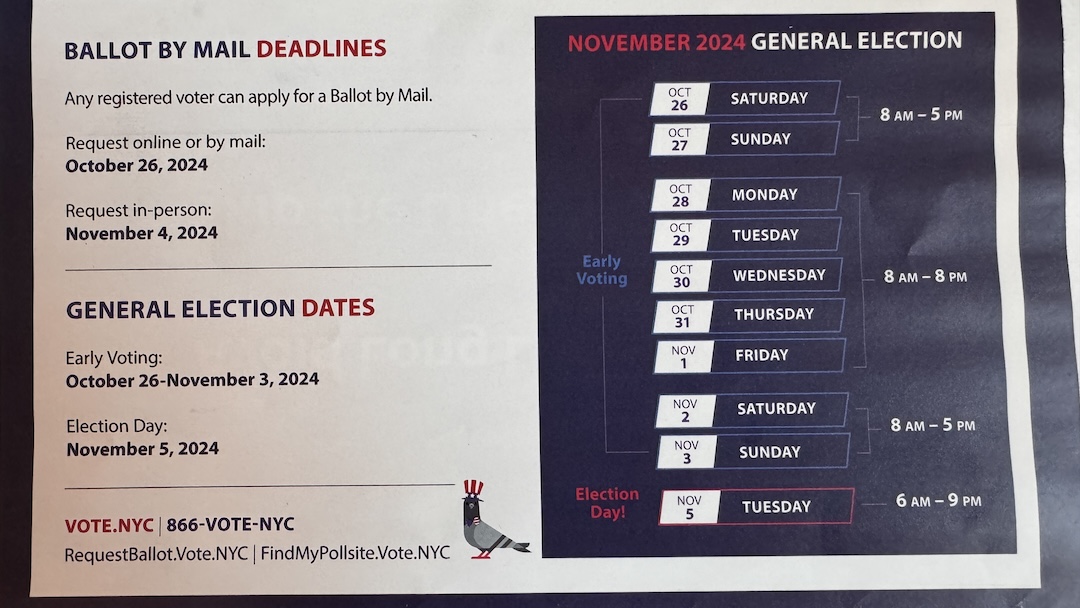 BALLOT BY MAIL DEADLINES
Any registered voter can apply for a Ballot by Mail.
Request online or by mail:
October 26, 2024
Request in-person:
November 4, 2024
GENERAL ELECTION DATES
Early Voting:
October 26-November 3, 2024
Election Day:
November 5, 2024
VOTE.NYC | 866-VOTE-NYC
RequestBallot.Vote.NYC | FindMyPollsite.Vote.NYC
NOVEMBER 2024 GENERAL ELECTION
Early
Voting
OCT
26
SATURDAY
OCT
27
SUNDAY
8 AM – 5 PM
OCT
28
MONDAY
OCT
29
TUESDAY
OCT
30
WEDNESDAY
OCT
31
THURSDAY
NOV
1
FRIDAY
8 AM – 8 PM
NOV
2
SATURDAY
NOV
3
SUNDAY
8 AM – 5 PM
Election
Day!
NOV
5
TUESDAY
6 AM – 9 PM